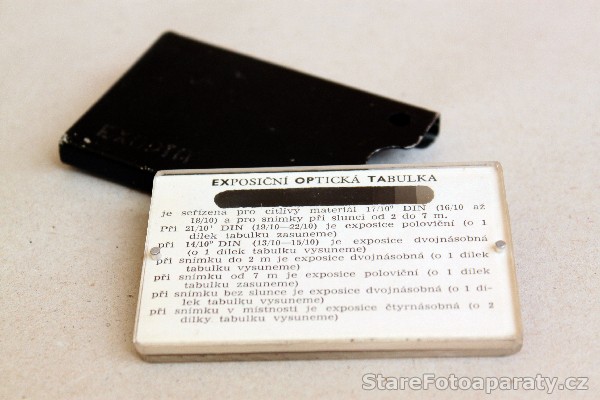 EXOPTA
EXPOSIČNÍ OPTICKÁ TABULKA
je seřízena pro citlivý materiál 17/10° DIN (16/10 až
18/10) a pro snímky při slunci od 2 do 7 m.
Při 21/10° DIN (19/10—22/10) je exposice poloviční (o 1
dílek tabulku zasuneme)
při 14/10° DIN (13/10—15/10) je exposice dvojnásobná
(o 1 dílek tabulku vysuneme)
při snímku do 2 m je exposice dvojnásobná (o 1 dílek
tabulku vysuneme)
při snímku od 7 m je exposice poloviční (o 1 dílek
tabulku zasuneme)
při snímku bez slunce je exposice dvojnásobná (o 1 dí-
lek tabulku vysuneme)
při snímku v místnosti je exposice čtyrnásobná (o 2
dílky tabulku vysuneme)
StareFotoaparaty.cz